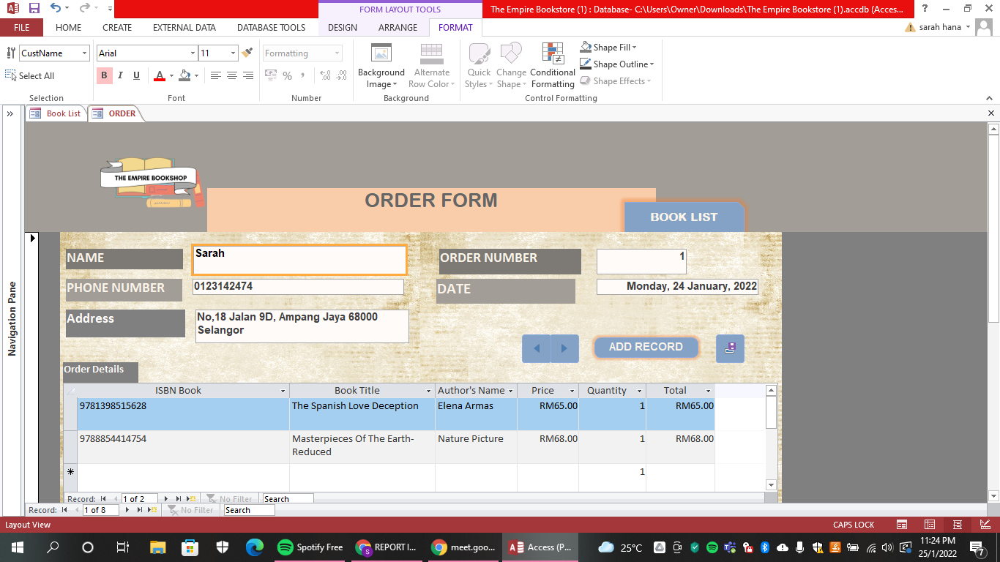 FORM LAYOUT TOOLS
The Empire Bookstore (1) : Database- C:\Users\Owner\Downloads\The Empire Bookstore (1).accdb (Acces...
?
FILE HOME CREATE EXTERNAL DATA DATABASE TOOLS DESIGN ARRANGE FORMAT sarah hana
CustName Arial 11 Formatting Shape Fill
Select All B I U A $ % , Background Image Alternate Row Color Quick Styles Change Shape Conditional Formatting Shape Outline
Shape Effects
Selection Font Number Background Control Formatting
Book List ORDER
Navigation Pane
THE EMPIRE BOOKSHOP
ORDER FORM
BOOK LIST
NAME Sarah ORDER NUMBER 1
PHONE NUMBER 0123142474 DATE Monday, 24 January, 2022
Address No,18 Jalan 9D, Ampang Jaya 68000
Selangor
ADD RECORD
Order Details
ISBN Book Book Title Author's Name Price Quantity Total
9781398515628 The Spanish Love Deception Elena Armas RM65.00 1 RM65.00
9788854414754 Masterpieces Of The Earth- Nature Picture RM68.00 1 RM68.00
Reduced
1
Record: 1 of 2 No Filter Search
Record: 1 of 8 No Filter Search
Layout View CAPS LOCK
Spotify Free REPORT I... meet.goo... Access (P... 25°C 11:24 PM
25/1/2022 7